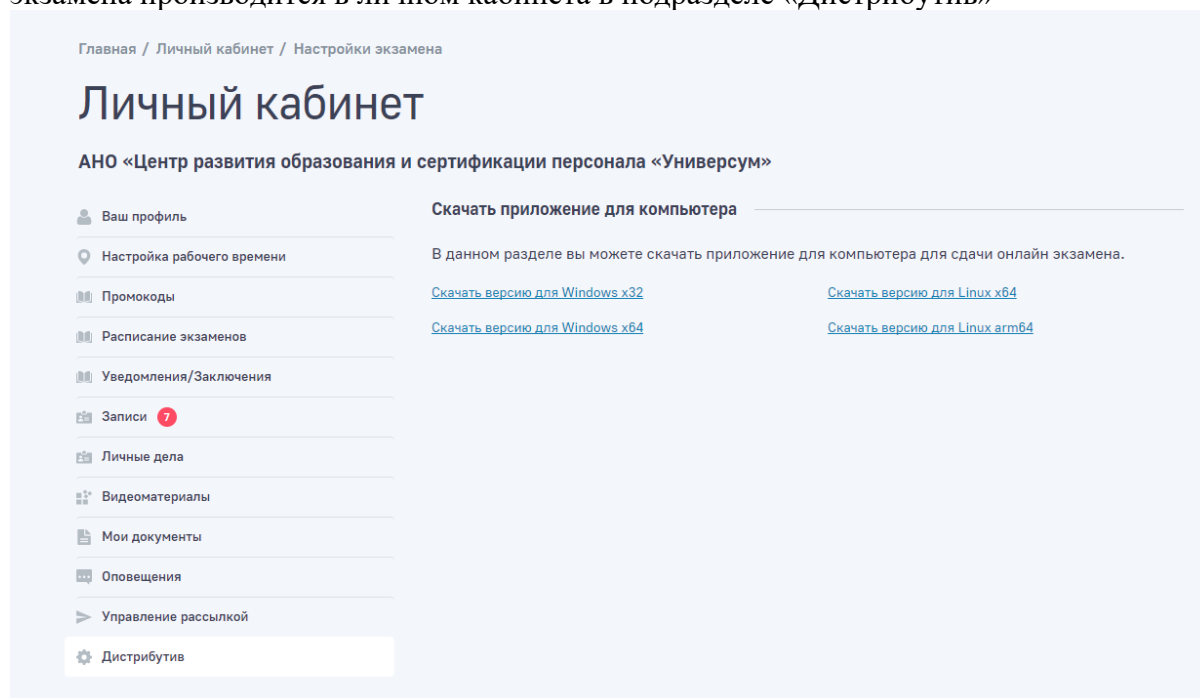 экзамена производится в личном кабинета в подразделе «Дистрибутив»
Главная / Личный кабинет / Настройки экзамена
Личный кабинет
АНО «Центр развития образования и сертификации персонала «Универсум»
Ваш профиль
Настройка рабочего времени
Промокоды
Расписание экзаменов
Уведомления/Заключения
Записи 7
Личные дела
Видеоматериалы
Мои документы
Оповещения
Управление рассылкой
Дистрибутив
Скачать приложение для компьютера
В данном разделе вы можете скачать приложение для компьютера для сдачи онлайн экзамена.
Скачать версию для Windows x32
Скачать версию для Linux x64
Скачать версию для Windows x64
Скачать версию для Linux arm64